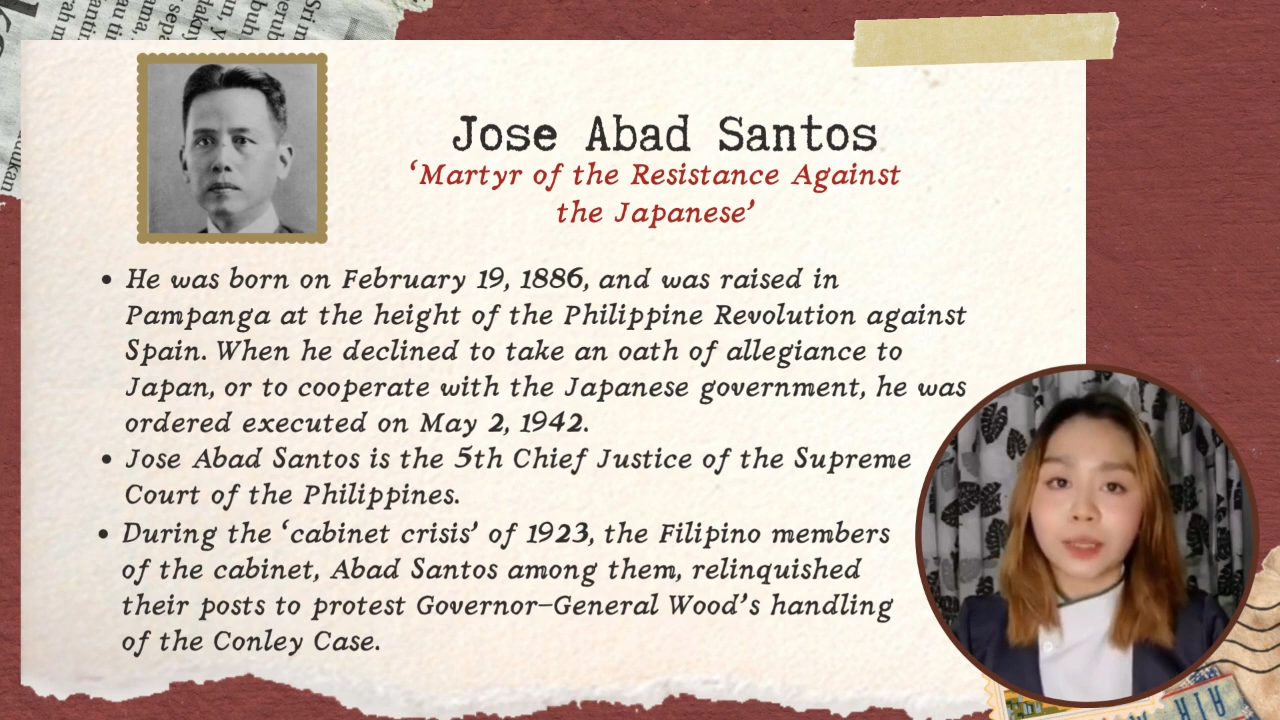 Jose Abad Santos
‘Martyr of the Resistance Against
the Japanese’
• He was born on February 19, 1886, and was raised in
Pampanga at the height of the Philippine Revolution against
Spain. When he declined to take an oath of allegiance to
Japan, or to cooperate with the Japanese government, he was
ordered executed on May 2, 1942.
• Jose Abad Santos is the 5th Chief Justice of the Supreme
Court of the Philippines.
• During the ‘cabinet crisis’ of 1923, the Filipino members
of the cabinet, Abad Santos among them, relinquished
their posts to protest Governor-General Wood’s handling
of the Conley Case.
AIR